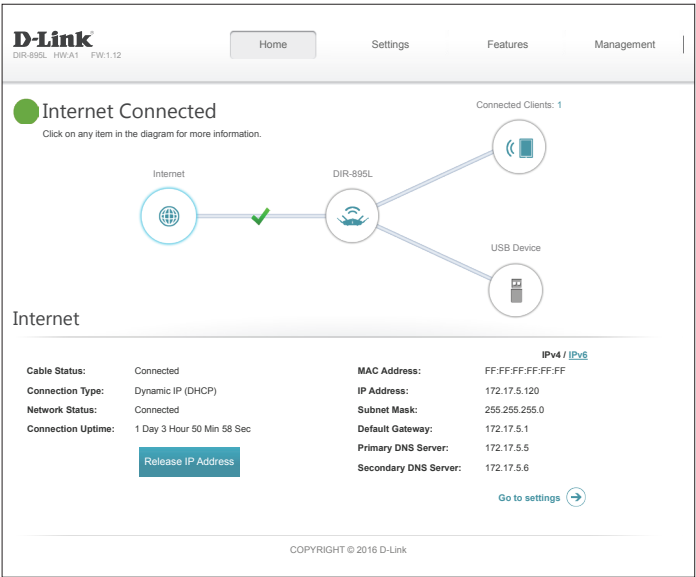 D-Link
DIR-895L HW:A1 FW:1.12
Home Settings Features Management
Internet Connected
Click on any item in the diagram for more information.
Connected Clients: 1
Internet
DIR-895L
USB Device
Internet
IPv4 / IPv6
Cable Status: Connected
Connection Type: Dynamic IP (DHCP)
Network Status: Connected
Connection Uptime: 1 Day 3 Hour 50 Min 58 Sec
Release IP Address
MAC Address: FF:FF:FF:FF:FF:FF
IP Address: 172.17.5.120
Subnet Mask: 255.255.255.0
Default Gateway: 172.17.5.1
Primary DNS Server: 172.17.5.5
Secondary DNS Server: 172.17.5.6
Go to settings
COPYRIGHT © 2016 D-Link